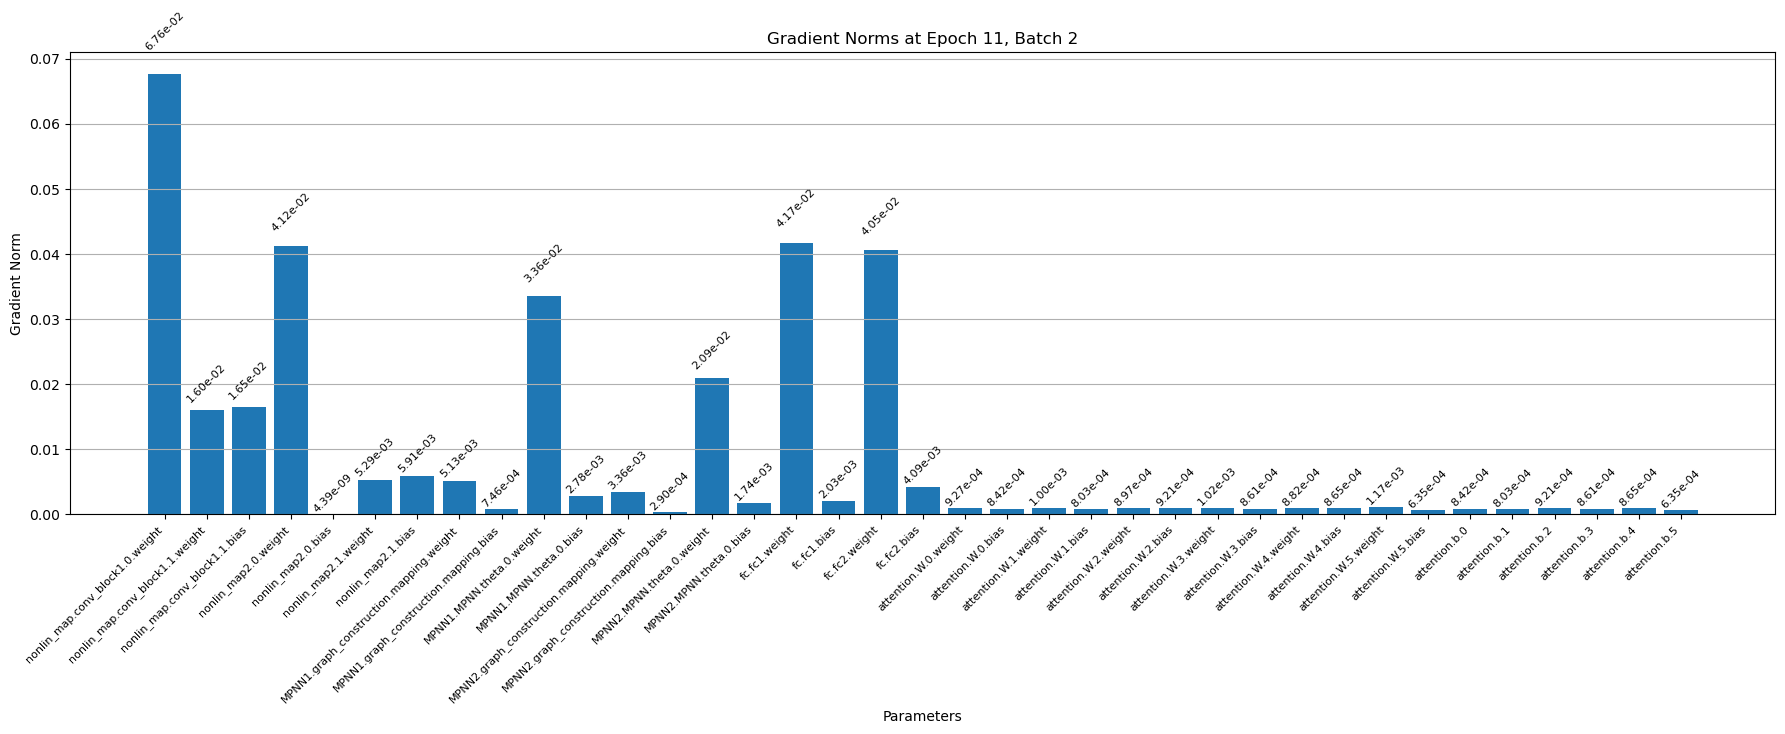 Gradient Norms at Epoch 11, Batch 2
Gradient Norm
0.07
0.06
0.05
0.04
0.03
0.02
0.01
0.00
6.76e-02
1.60e-02
1.65e-02
4.12e-02
4.39e-09
5.29e-03
5.91e-03
5.13e-03
7.46e-04
3.36e-02
2.78e-03
3.36e-03
2.90e-04
2.09e-02
1.74e-03
4.17e-02
2.03e-03
4.05e-02
4.09e-03
9.27e-04
8.42e-04
1.00e-03
8.03e-04
8.97e-04
9.21e-04
1.02e-03
8.61e-04
8.82e-04
8.65e-04
1.17e-03
6.35e-04
8.42e-04
8.03e-04
9.21e-04
8.61e-04
8.65e-04
6.35e-04
nonlin_map.conv_block1.0.weight
nonlin_map.conv_block1.1.weight
nonlin_map.conv_block1.1.bias
nonlin_map2.0.weight
nonlin_map2.0.bias
nonlin_map2.1.weight
nonlin_map2.1.bias
MPNN1.graph_construction.mapping.weight
MPNN1.graph_construction.mapping.bias
MPNN1.MPNN.theta.0.weight
MPNN1.MPNN.theta.0.bias
MPNN2.graph_construction.mapping.weight
MPNN2.graph_construction.mapping.bias
MPNN2.MPNN.theta.0.weight
MPNN2.MPNN.theta.0.bias
fc.fc1.weight
fc.fc1.bias
fc.fc2.weight
fc.fc2.bias
attention.W.0.weight
attention.W.0.bias
attention.W.1.weight
attention.W.1.bias
attention.W.2.weight
attention.W.2.bias
attention.W.3.weight
attention.W.3.bias
attention.W.4.weight
attention.W.4.bias
attention.W.5.weight
attention.W.5.bias
attention.b.0
attention.b.1
attention.b.2
attention.b.3
attention.b.4
attention.b.5
Parameters